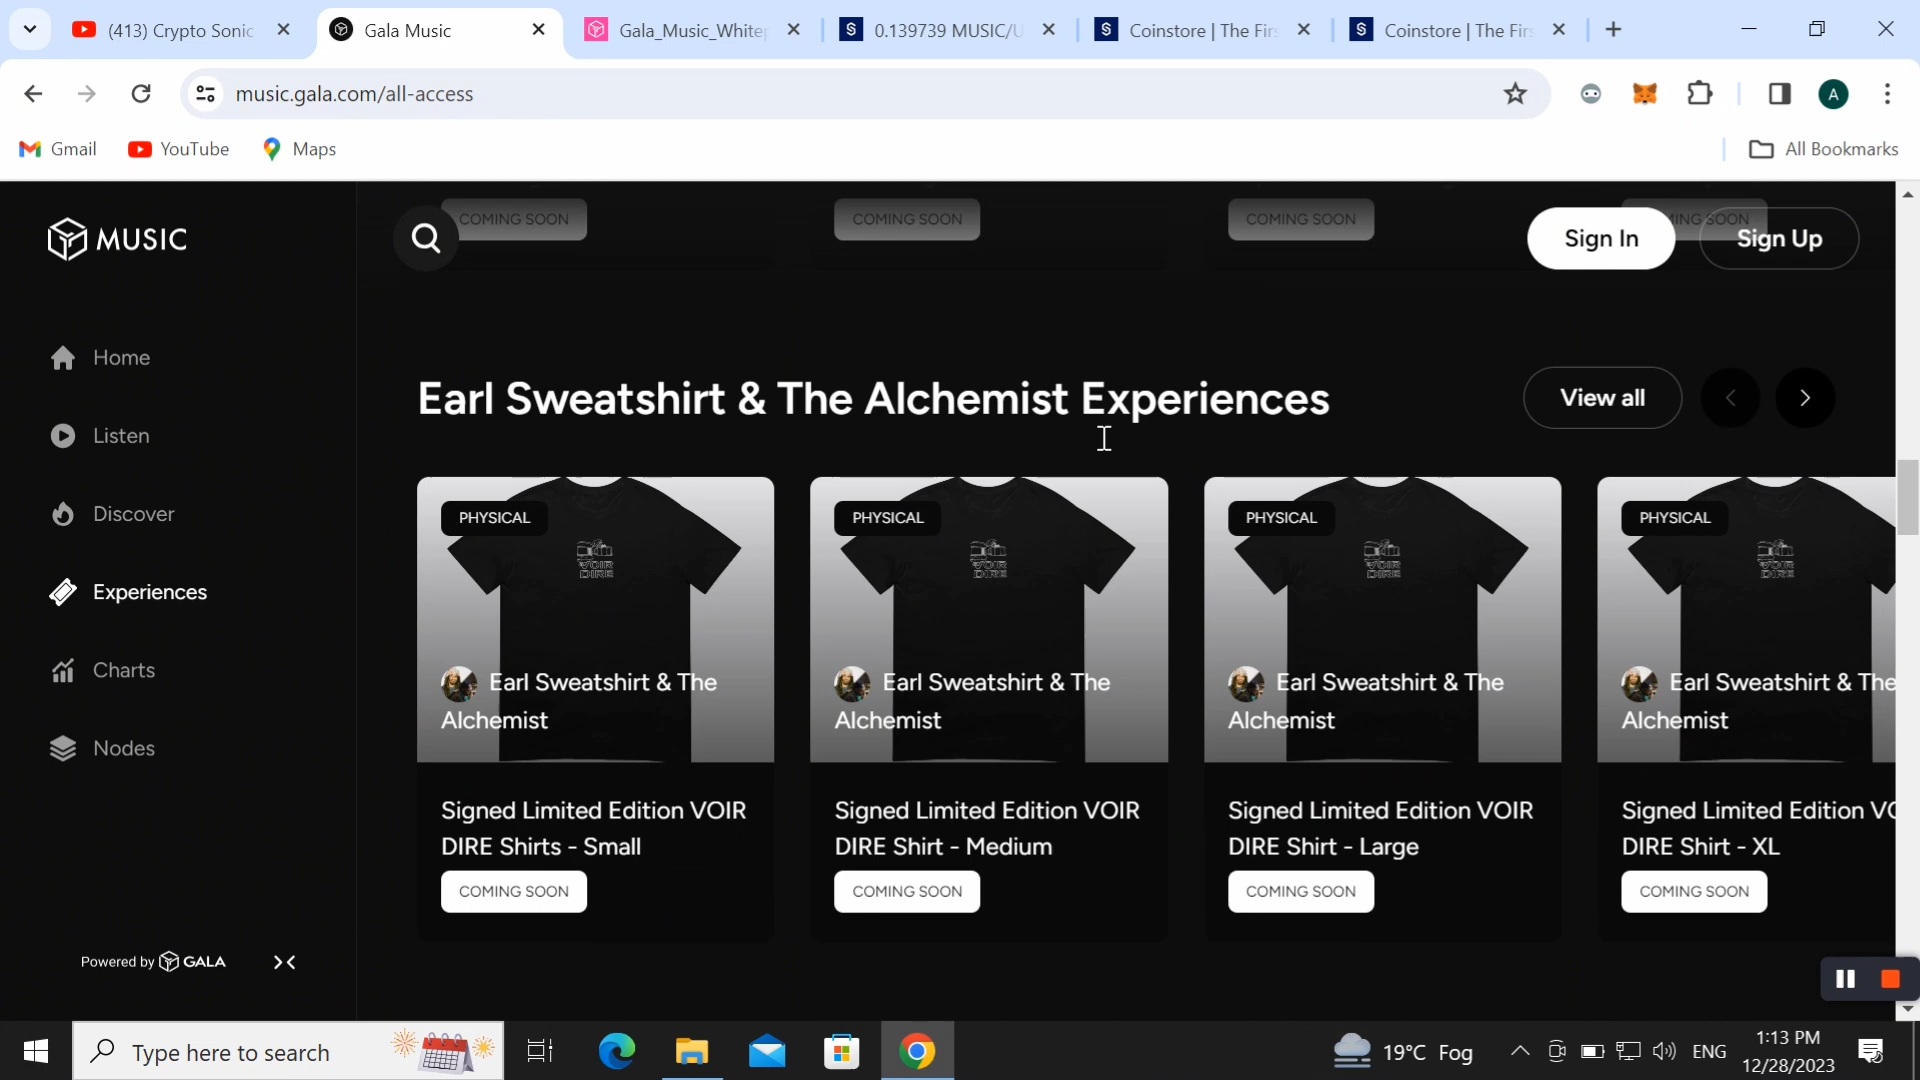 (413) Crypto Sonic
Gala Music
Gala_Music_Whitep
0.139739 MUSIC/U
Coinstore | The Firs
Coinstore | The Firs
music.gala.com/all-access
A
Gmail
YouTube
Maps
All Bookmarks
MUSIC
COMING SOON
COMING SOON
COMING SOON
MING SOON
Sign In
Sign Up
Home
Listen
Discover
Experiences
Charts
Nodes
Powered by GALA
Earl Sweatshirt & The Alchemist Experiences
View all
PHYSICAL
PHYSICAL
PHYSICAL
PHYSICAL
VOIR
DIRE
VOIR
DIRE
VOIR
DIRE
VOIR
DIRE
Earl Sweatshirt & The
Alchemist
Earl Sweatshirt & The
Alchemist
Earl Sweatshirt & The
Alchemist
Earl Sweatshirt & The
Alchemist
Signed Limited Edition VOIR
DIRE Shirts - Small
Signed Limited Edition VOIR
DIRE Shirt - Medium
Signed Limited Edition VOIR
DIRE Shirt - Large
Signed Limited Edition VO
DIRE Shirt - XL
COMING SOON
COMING SOON
COMING SOON
COMING SOON
Type here to search
19°C Fog
ENG
1:13 PM
12/28/2023